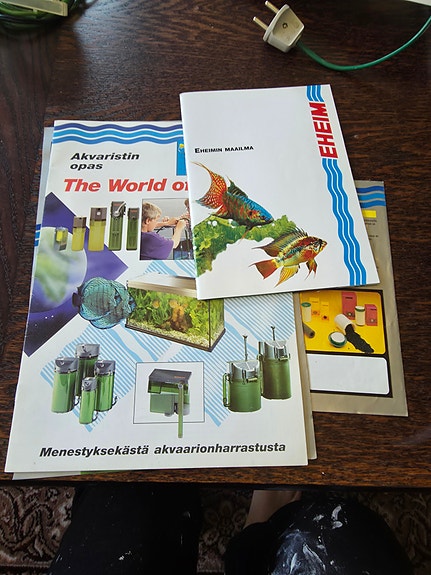 Akvaristin
opas
The World of
Menestyksekästä akvaarionharrastusta
EHEIMIN MAAILMA
EHEIM